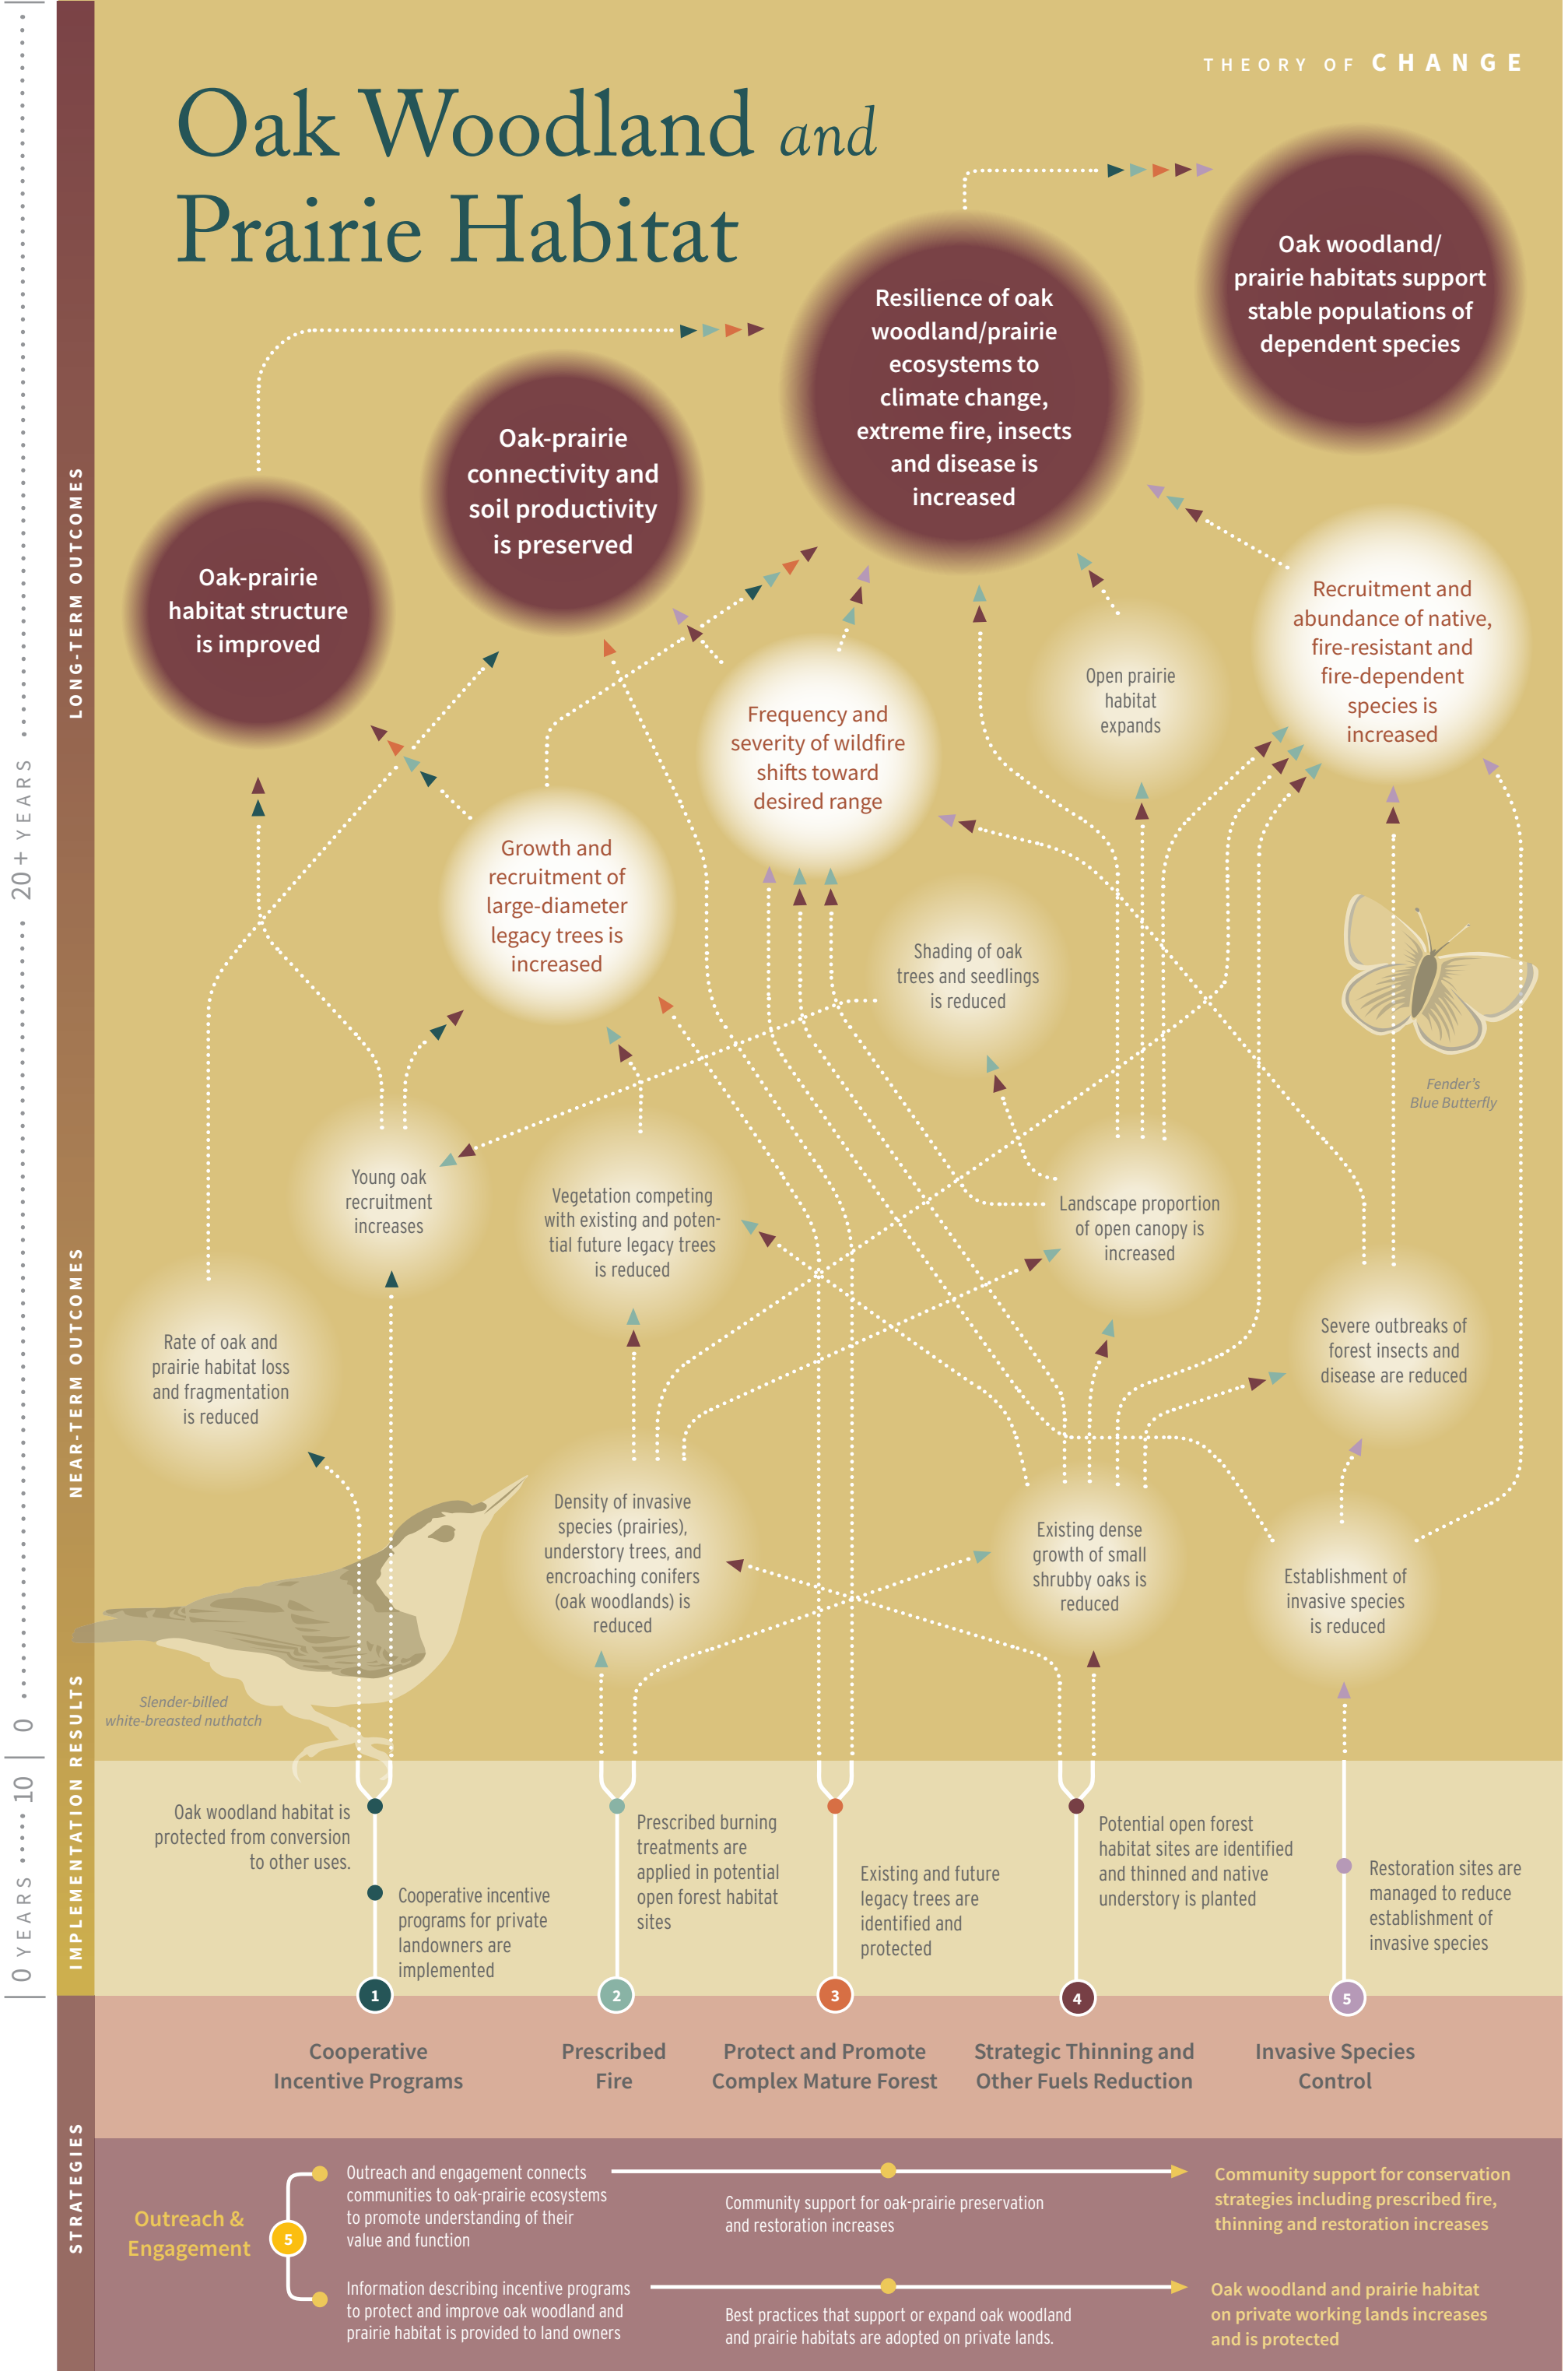 THEORY OF CHANGE
Oak Woodland and
Prairie Habitat
Oak woodland/
prairie habitats support
stable populations of
dependent species
Resilience of oak
woodland/prairie
ecosystems to
climate change,
extreme fire, insects
and disease is
increased
Oak-prairie
connectivity and
soil productivity
is preserved
Oak-prairie
habitat structure
is improved
Recruitment and
abundance of native,
fire-resistant and
fire-dependent
species is
increased
Open prairie
habitat
expands
Frequency and
severity of wildfire
shifts toward
desired range
Growth and
recruitment of
large-diameter
legacy trees is
increased
Shading of oak
trees and seedlings
is reduced
Fender's
Blue Butterfly
Young oak
recruitment
increases
Vegetation competing
with existing and poten-
tial future legacy trees
is reduced
Landscape proportion
of open canopy is
increased
Rate of oak and
prairie habitat loss
and fragmentation
is reduced
Severe outbreaks of
forest insects and
disease are reduced
Density of invasive
species (prairies),
understory trees, and
encroaching conifers
(oak woodlands) is
reduced
Existing dense
growth of small
shrubby oaks is
reduced
Establishment of
invasive species
is reduced
Slender-billed
white-breasted nuthatch
LONG-TERM OUTCOMES
NEAR-TERM OUTCOMES
IMPLEMENTATION RESULTS
STRATEGIES
20+ YEARS
0
10
0 YEARS
Oak woodland habitat is
protected from conversion
to other uses.
Cooperative incentive
programs for private
landowners are
implemented
Prescribed burning
treatments are
applied in potential
open forest habitat
sites
Existing and future
legacy trees are
identified and
protected
Potential open forest
habitat sites are identified
and thinned and native
understory is planted
Restoration sites are
managed to reduce
establishment of
invasive species
1
2
3
4
5
Cooperative
Incentive Programs
Prescribed
Fire
Protect and Promote
Complex Mature Forest
Strategic Thinning and
Other Fuels Reduction
Invasive Species
Control
Outreach &
Engagement
5
Outreach and engagement connects
communities to oak-prairie ecosystems
to promote understanding of their
value and function
Community support for oak-prairie preservation
and restoration increases
Community support for conservation
strategies including prescribed fire,
thinning and restoration increases
Information describing incentive programs
to protect and improve oak woodland and
prairie habitat is provided to land owners
Best practices that support or expand oak woodland
and prairie habitats are adopted on private lands.
Oak woodland and prairie habitat
on private working lands increases
and is protected